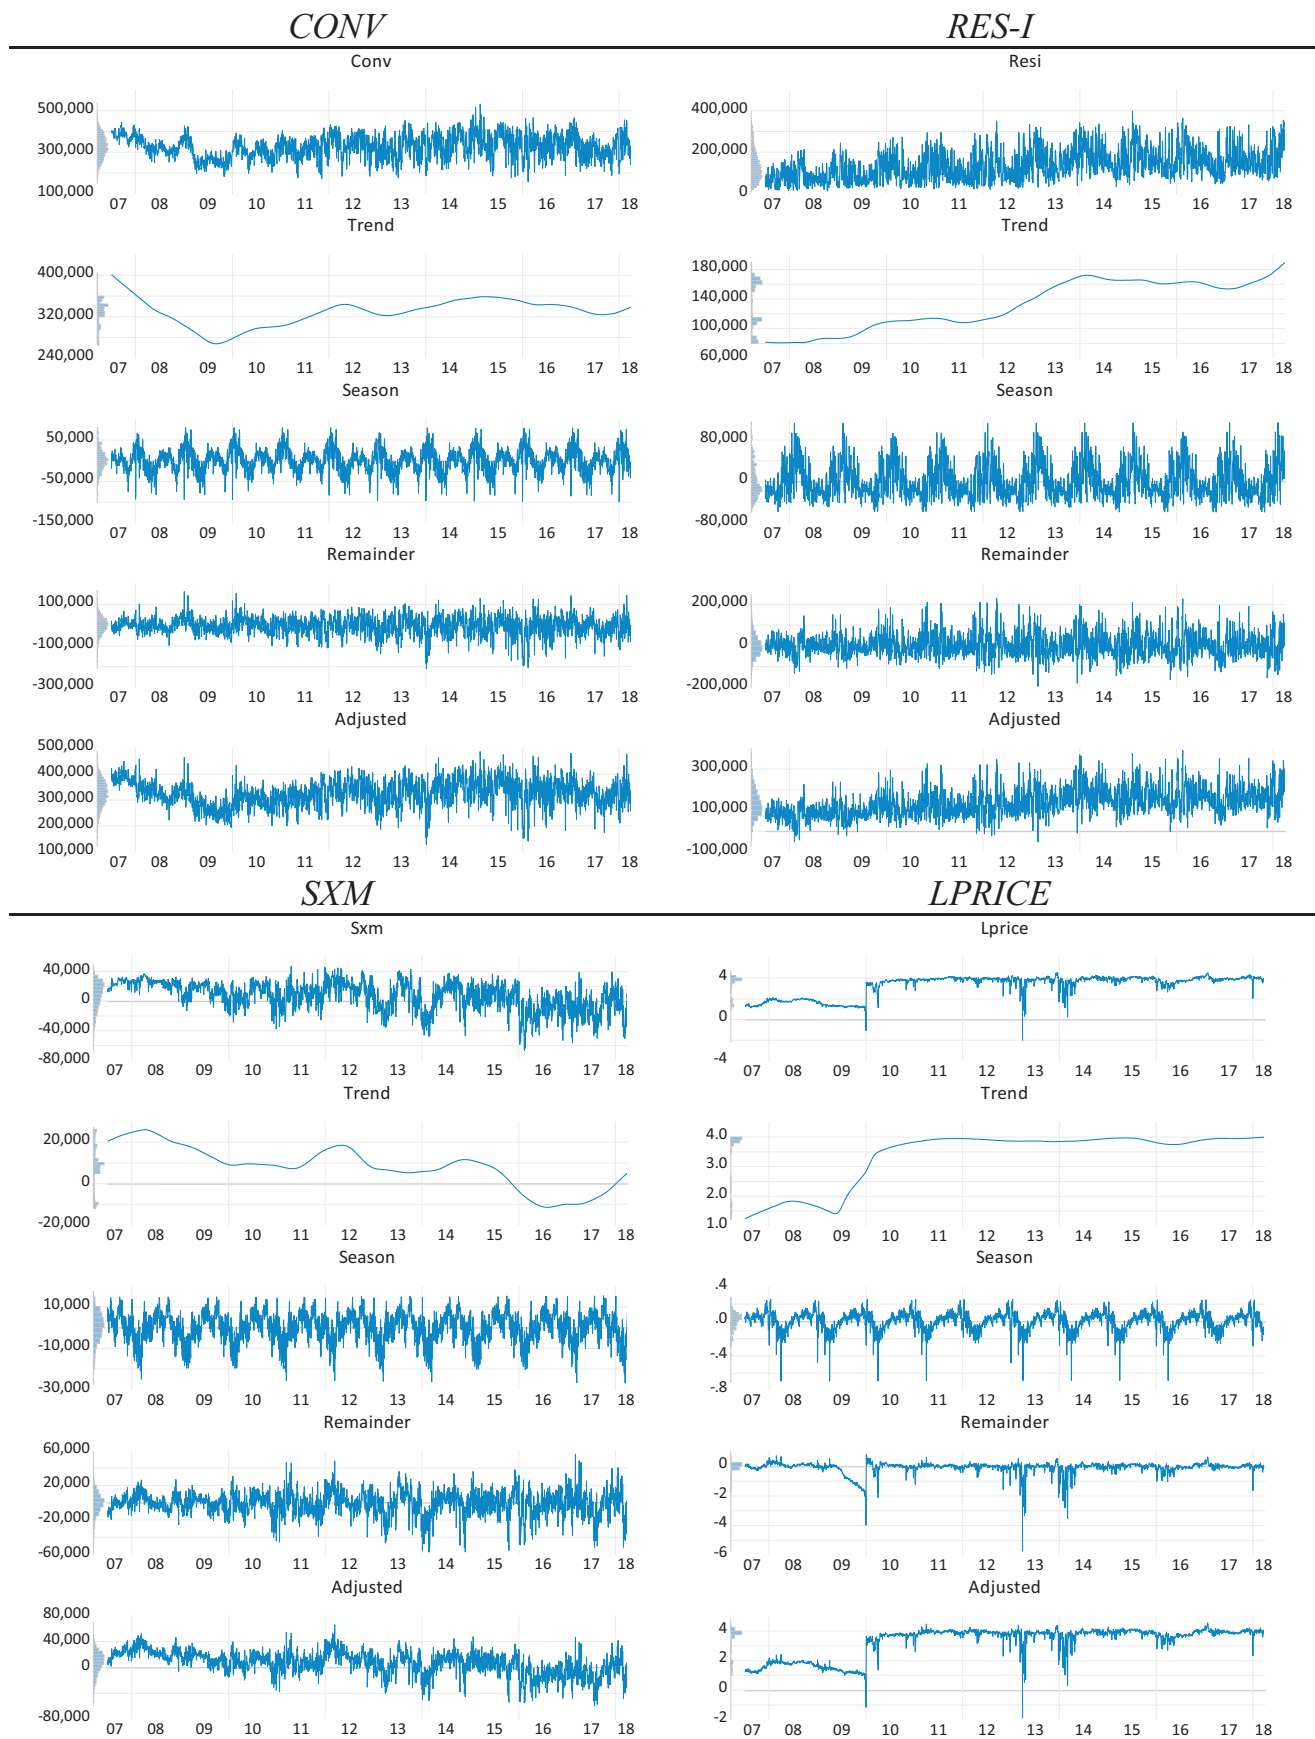 CONV
RES-I
Conv
500,000
300,000
100,000
07 08 09 10 11 12 13 14 15 16 17 18
Trend
400,000
320,000
240,000
07 08 09 10 11 12 13 14 15 16 17 18
Season
50,000
-50,000
-150,000
07 08 09 10 11 12 13 14 15 16 17 18
Remainder
100,000
-100,000
-300,000
07 08 09 10 11 12 13 14 15 16 17 18
Adjusted
500,000
400,000
300,000
200,000
100,000
07 08 09 10 11 12 13 14 15 16 17 18
Resi
400,000
200,000
0
07 08 09 10 11 12 13 14 15 16 17 18
Trend
180,000
140,000
100,000
60,000
07 08 09 10 11 12 13 14 15 16 17 18
Season
80,000
0
-80,000
07 08 09 10 11 12 13 14 15 16 17 18
Remainder
200,000
0
-200,000
07 08 09 10 11 12 13 14 15 16 17 18
Adjusted
300,000
100,000
-100,000
07 08 09 10 11 12 13 14 15 16 17 18
SXM
LPRICE
Sxm
40,000
0
-40,000
-80,000
07 08 09 10 11 12 13 14 15 16 17 18
Trend
20,000
0
-20,000
07 08 09 10 11 12 13 14 15 16 17 18
Season
10,000
-10,000
-30,000
07 08 09 10 11 12 13 14 15 16 17 18
Remainder
60,000
20,000
-20,000
-60,000
07 08 09 10 11 12 13 14 15 16 17 18
Adjusted
80,000
40,000
0
-80,000
07 08 09 10 11 12 13 14 15 16 17 18
Lprice
4
0
-4
07 08 09 10 11 12 13 14 15 16 17 18
Trend
4.0
3.0
2.0
1.0
07 08 09 10 11 12 13 14 15 16 17 18
Season
.4
.0
-.4
-.8
07 08 09 10 11 12 13 14 15 16 17 18
Remainder
0
-2
-4
-6
07 08 09 10 11 12 13 14 15 16 17 18
Adjusted
4
2
0
-2
07 08 09 10 11 12 13 14 15 16 17 18